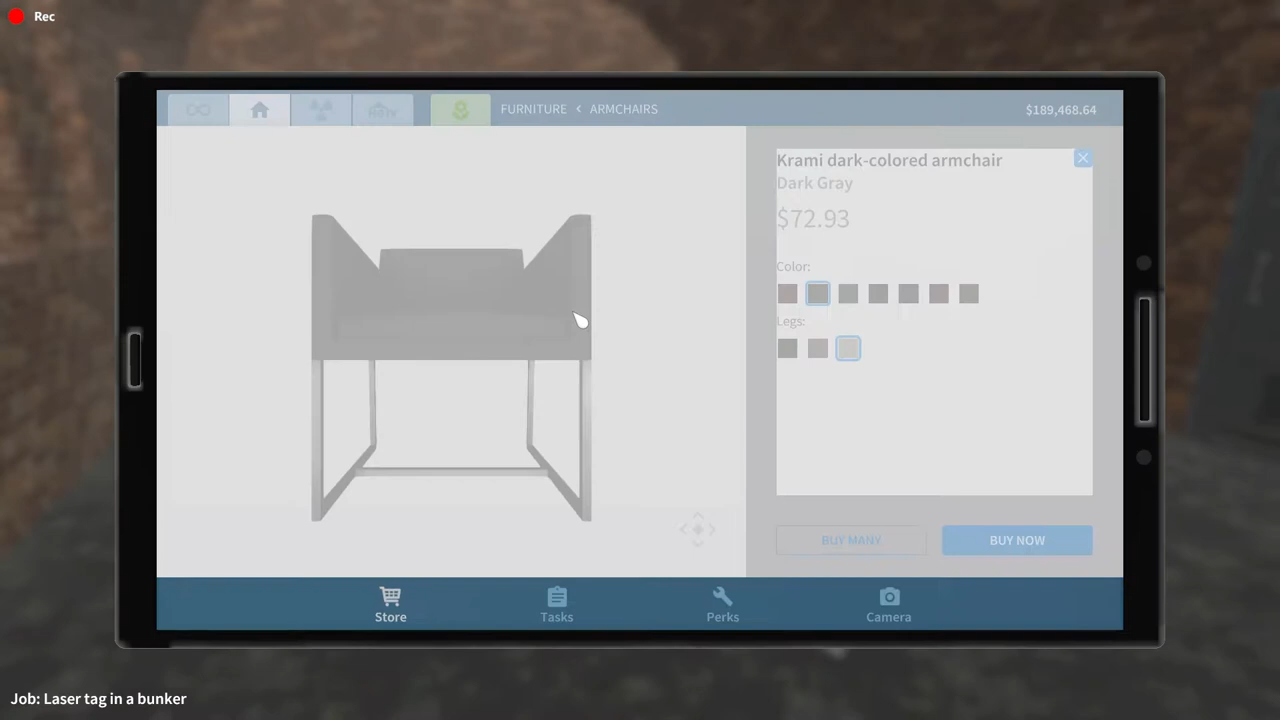 Rec
FURNITURE < ARMCHAIRS
$189,468.64
Krami dark-colored armchair
Dark Gray
$72.93
Color:
Legs:
BUY MANY
BUY NOW
Store
Tasks
Perks
Camera
Job: Laser tag in a bunker